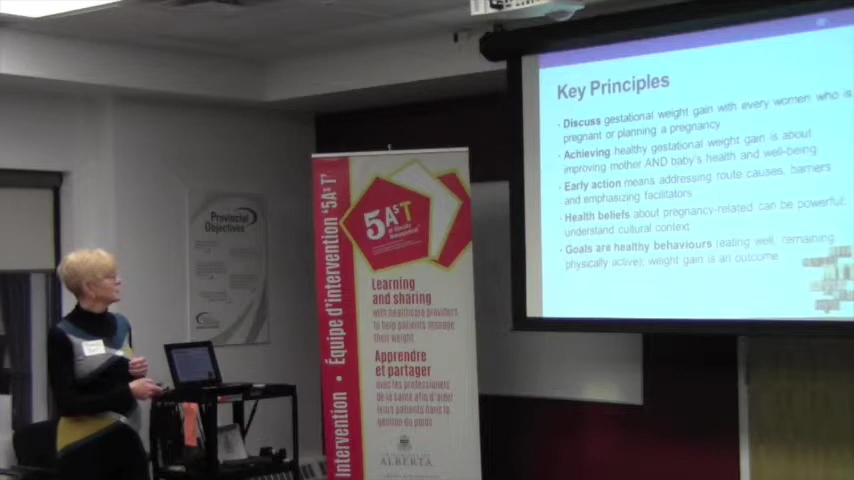 Key Principles
· Discuss gestational weight gain with every women who is
pregnant or planning a pregnancy
· Achieving healthy gestational weight gain is about
improving mother AND baby's health and well-being
· Early action means addressing route causes, barriers
and emphasizing facilitators
· Health beliefs about pregnancy-related can be powerful;
understand cultural context
· Goals are healthy behaviours (eating well, remaining
physically active); weight gain is an outcome
Provincial
Objectives
Intervention • Équipe d'intervention '5AsT'
5AsT
Learning
and sharing
with healthcare providers
to help patients manage
their weight
Apprendre
et partager
avec les professionnels
de la santé afin d'aider
leurs patients dans la
gestion du poids
ALBERTA